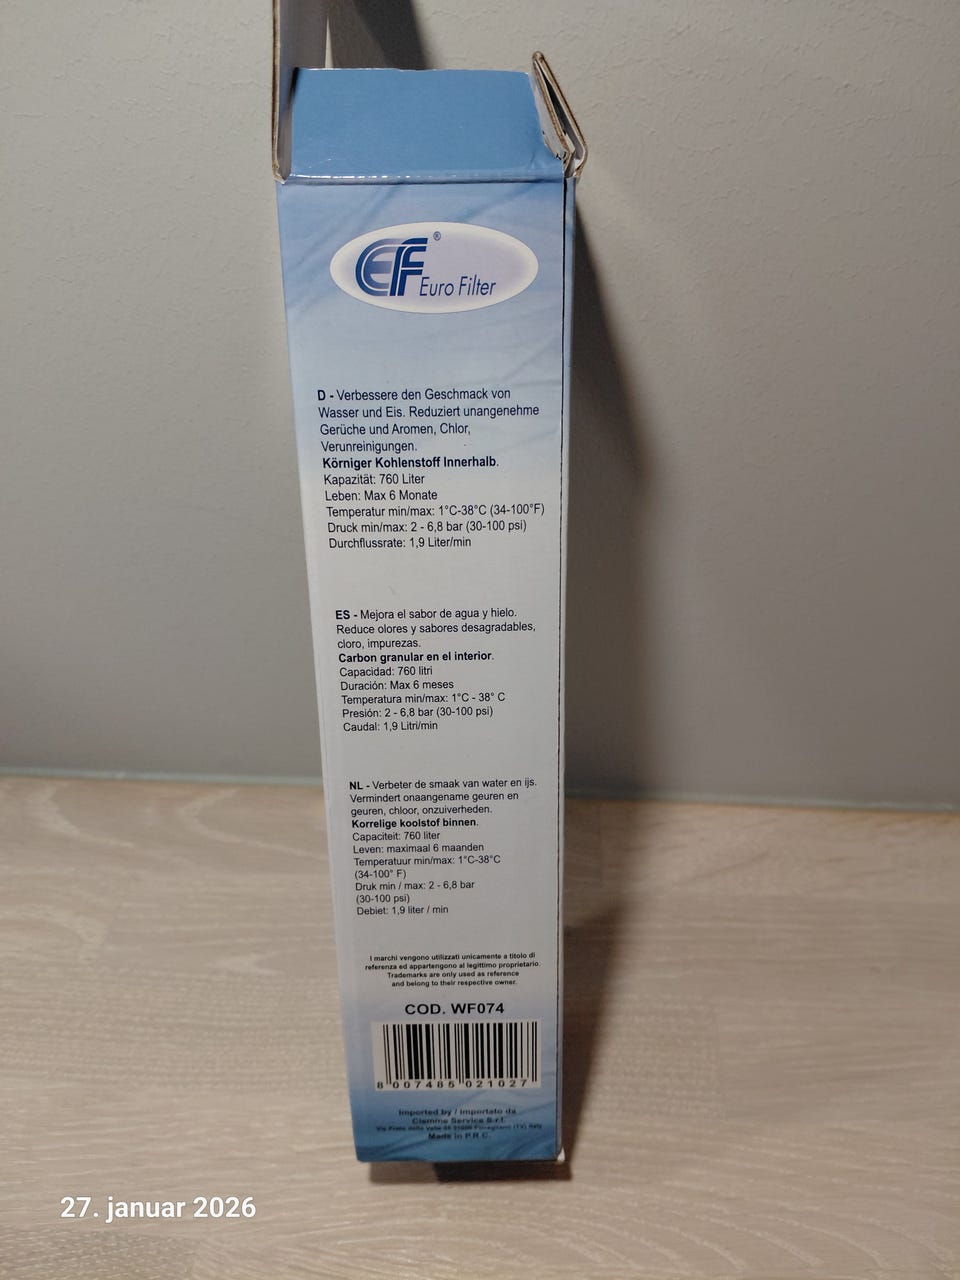 EF®
Euro Filter
D - Verbessere den Geschmack von
Wasser und Eis. Reduziert unangenehme
Gerüche und Aromen, Chlor,
Verunreinigungen.
Körniger Kohlenstoff Innerhalb.
Kapazität: 760 Liter
Leben: Max 6 Monate
Temperatur min/max: 1°C-38°C (34-100°F)
Druck min/max: 2 - 6,8 bar (30-100 psi)
Durchflussrate: 1,9 Liter/min
ES - Mejora el sabor de agua y hielo.
Reduce olores y sabores desagradables,
cloro, impurezas.
Carbon granular en el interior.
Capacidad: 760 litri
Duración: Max 6 meses
Temperatura min/max: 1°C - 38° C
Presión: 2 - 6,8 bar (30-100 psi)
Caudal: 1,9 Litri/min
NL - Verbeter de smaak van water en ijs.
Vermindert onaangename geuren en
geuren, chloor, onzuiverheden.
Korrelige koolstof binnen.
Capaciteit: 760 liter
Leven: maximaal 6 maanden
Temperatuur min/max: 1°C-38°C
(34-100° F)
Druk min / max: 2 - 6,8 bar
(30-100 psi)
Debiet: 1,9 liter / min
I marchi vengono utilizzati unicamente a titolo di
referenza ed appartengono al legittimo proprietario.
Trademarks are only used as reference
and belong to their respective owner.
COD. WF074
8 007485 021027
Imported by / Importato da
Cismme Service S.r.l.
(TV) Italy
Made in P.R.C.
27. januar 2026